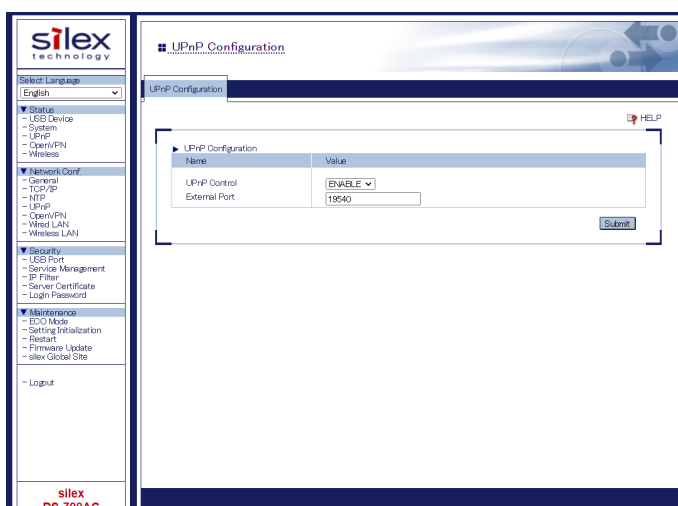 silex
technology
Select Language
English
▼ Status
- USB Device
- System
- UPnP
- OpenVPN
- Wireless
▼ Network Conf.
- General
- TCP/IP
- NTP
- UPnP
- OpenVPN
- Wired LAN
- Wireless LAN
▼ Security
- USB Port
- Service Management
- IP Filter
- Server Certificate
- Login Password
▼ Maintenance
- ECO Mode
- Setting Initialization
- Restart
- Firmware Update
- silex Global Site
- Logout
silex
DS-700AC
UPnP Configuration
UPnP Configuration
HELP
UPnP Configuration
Name Value
UPnP Control ENABLE
External Port 19540
Submit